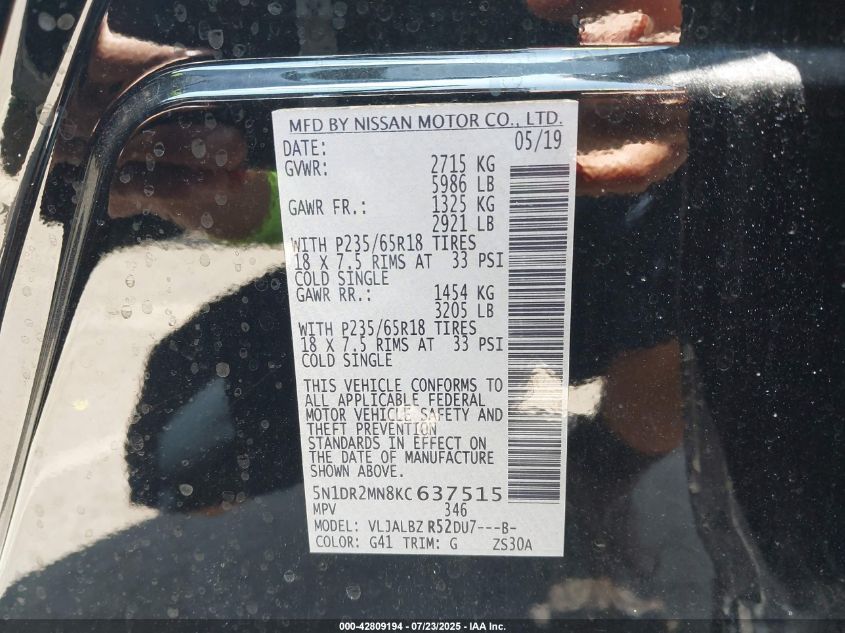 MFD BY NISSAN MOTOR CO., LTD.
DATE: 05/19
GVWR: 2715 KG
5986 LB
GAWR FR.: 1325 KG
2921 LB
WITH P235/65R18 TIRES
18 X 7.5 RIMS AT 33 PSI
COLD SINGLE
GAWR RR.: 1454 KG
3205 LB
WITH P235/65R18 TIRES
18 X 7.5 RIMS AT 33 PSI
COLD SINGLE
THIS VEHICLE CONFORMS TO
ALL APPLICABLE FEDERAL
MOTOR VEHICLE SAFETY AND
THEFT PREVENTION
STANDARDS IN EFFECT ON
THE DATE OF MANUFACTURE
SHOWN ABOVE.
5N1DR2MN8KC637515
MPV 346
MODEL: VLJALBZ R52DU7---B-
COLOR: G41 TRIM: G ZS30A
000-42809194 - 07/23/2025 - IAA Inc.